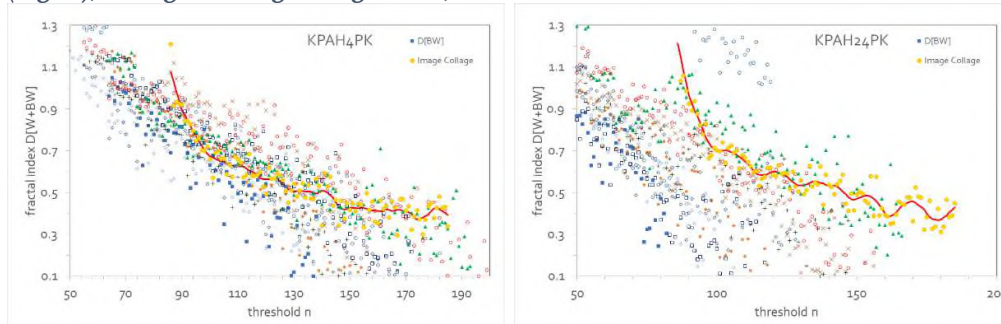 KPAH4PK
D[BW]
Image Collage
fractal index D[W+BW]
1.3
1.1
0.9
0.7
0.5
0.3
0.1
50
70
90
110
130
150
170
190
threshold n
KPAH24PK
D[BW]
Image Collage
fractal index D[W+BW]
1.3
1.1
0.9
0.7
0.5
0.3
0.1
50
100
150
200
threshold n